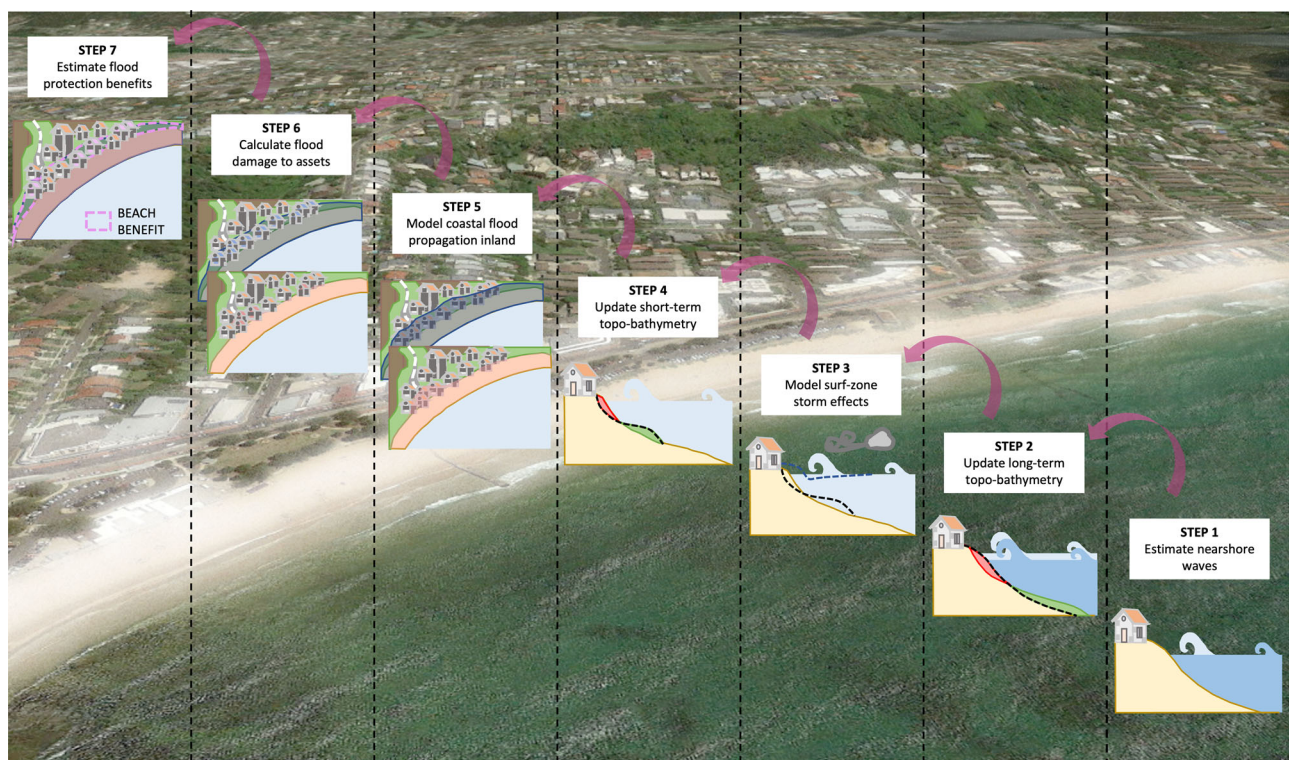 STEP 7
Estimate flood
protection benefits
BEACH
BENEFIT
STEP 6
Calculate flood
damage to assets
STEP 5
Model coastal flood
propagation inland
STEP 4
Update short-term
topo-bathymetry
STEP 3
Model surf-zone
storm effects
STEP 2
Update long-term
topo-bathymetry
STEP 1
Estimate nearshore
waves